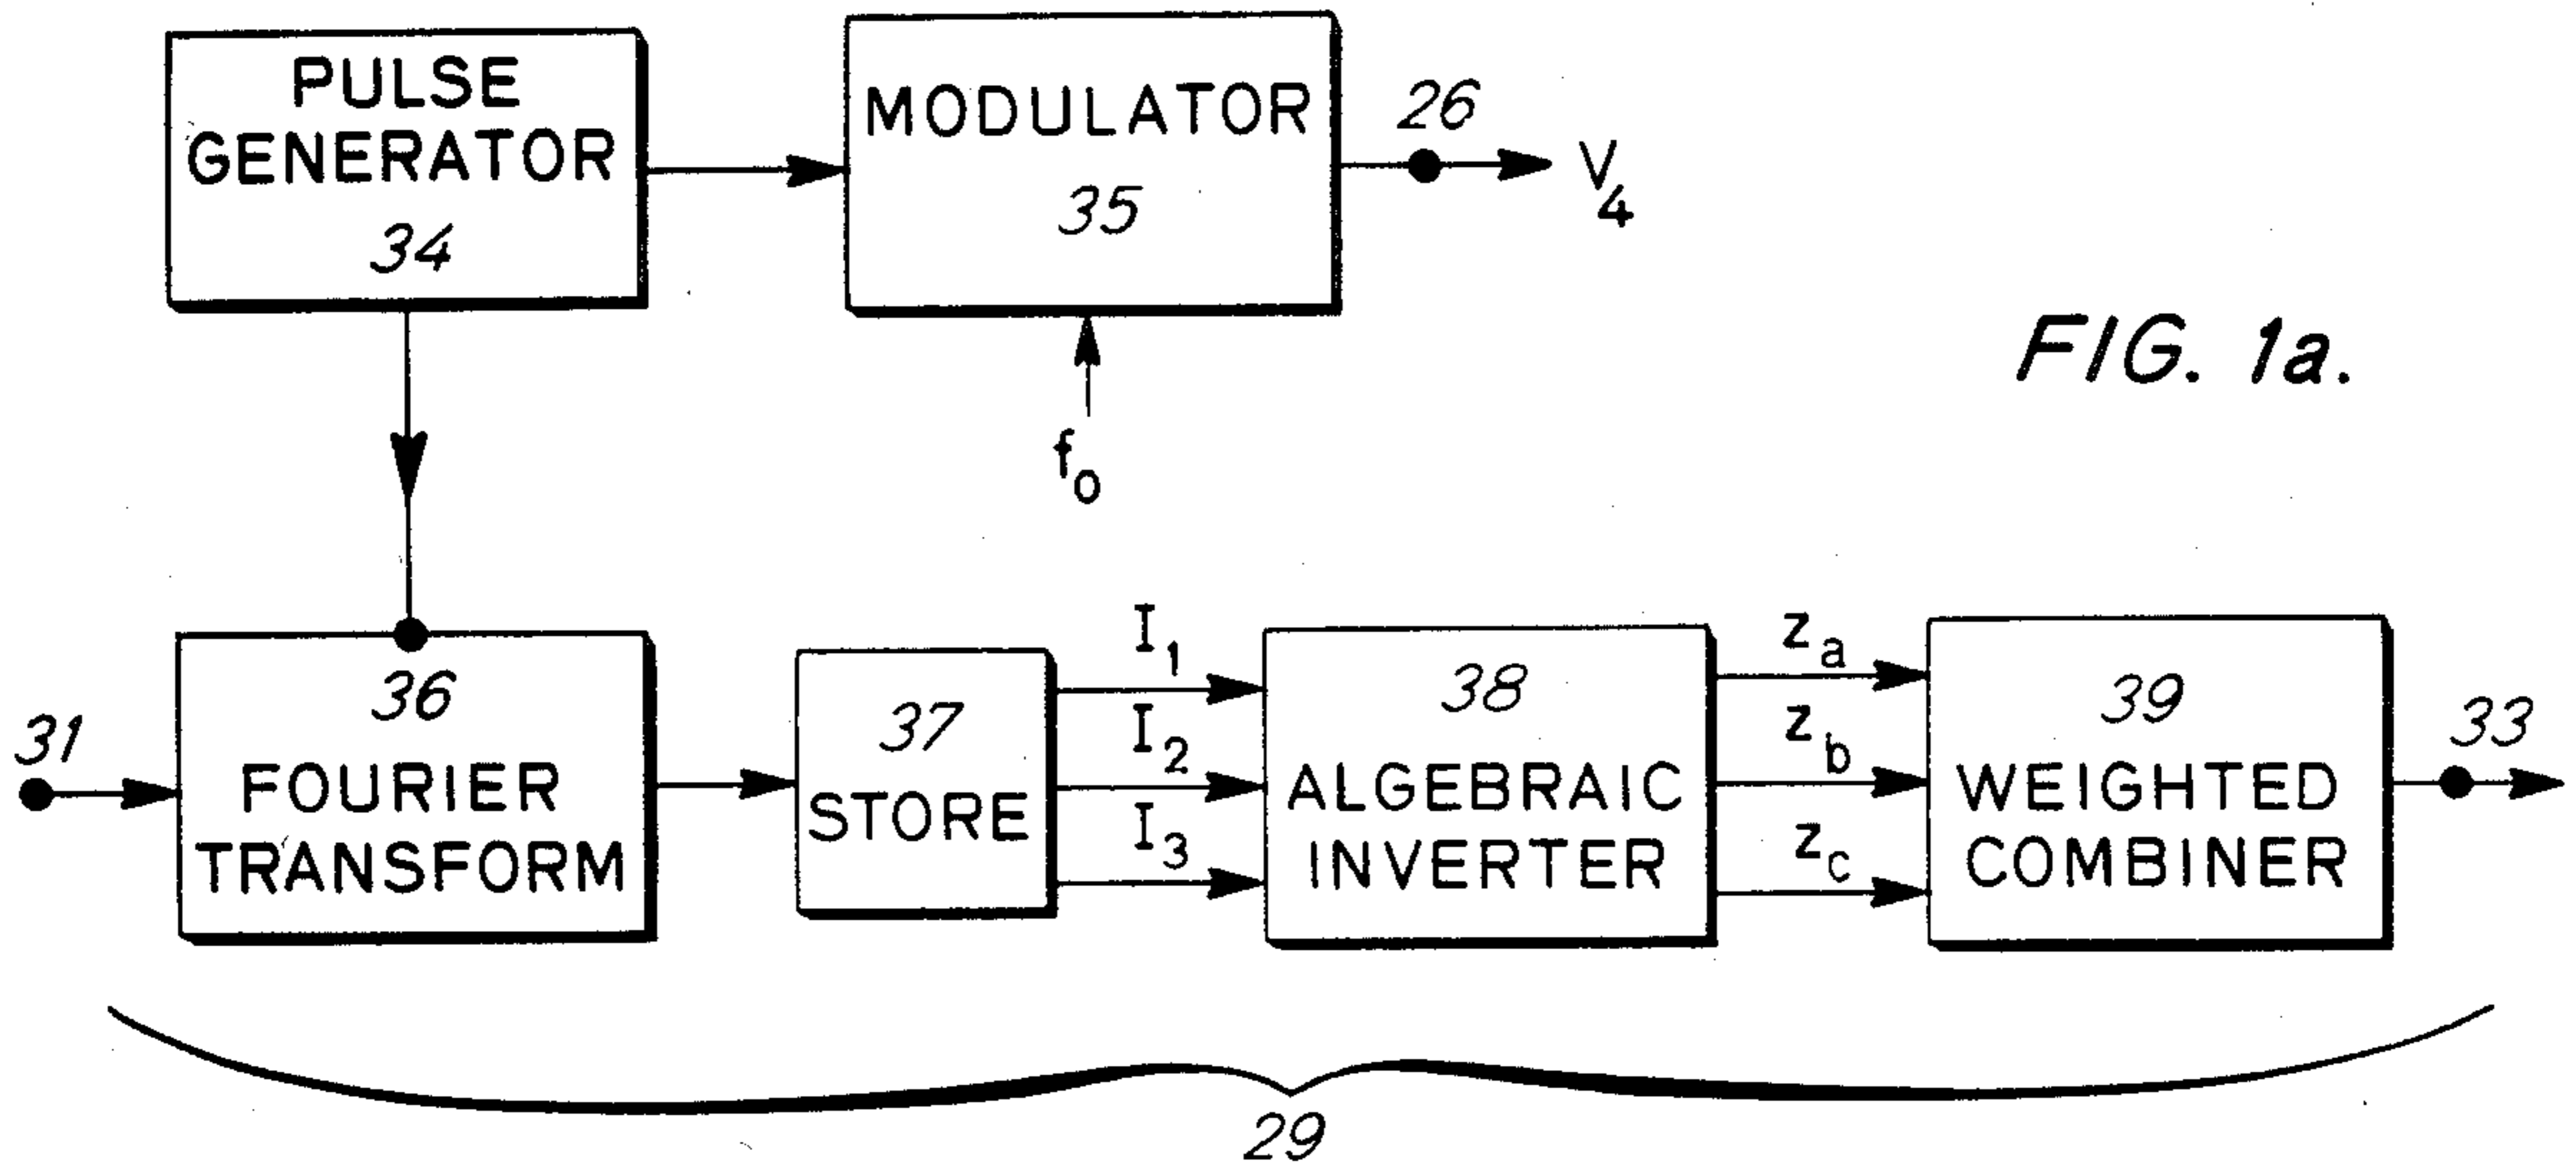 PULSE
GENERATOR
34
MODULATOR
35
26
V4
f0
FIG. 1a.
31
36
FOURIER
TRANSFORM
37
STORE
I1
I2
I3
38
ALGEBRAIC
INVERTER
Za
Zb
Zc
39
WEIGHTED
COMBINER
33
29